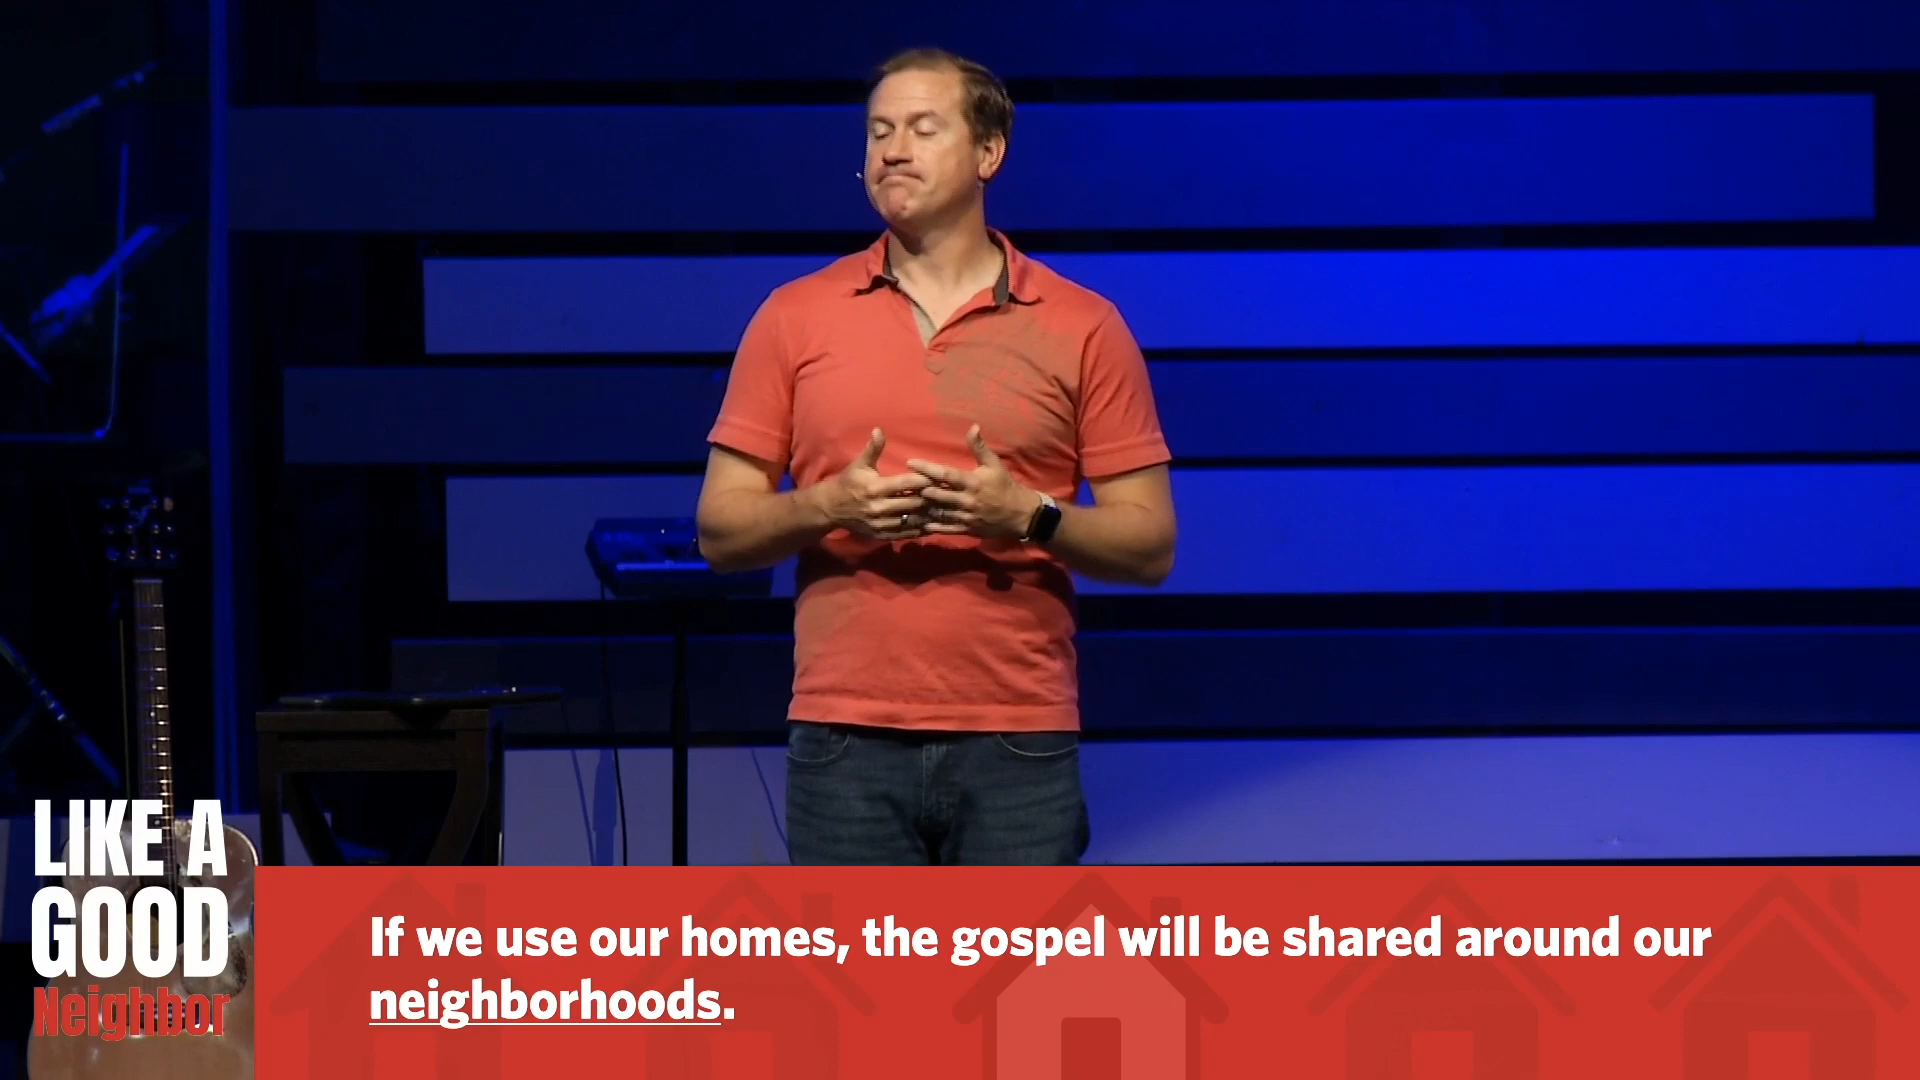 LIKE A
GOOD
Neighbor
If we use our homes, the gospel will be shared around our
neighborhoods.